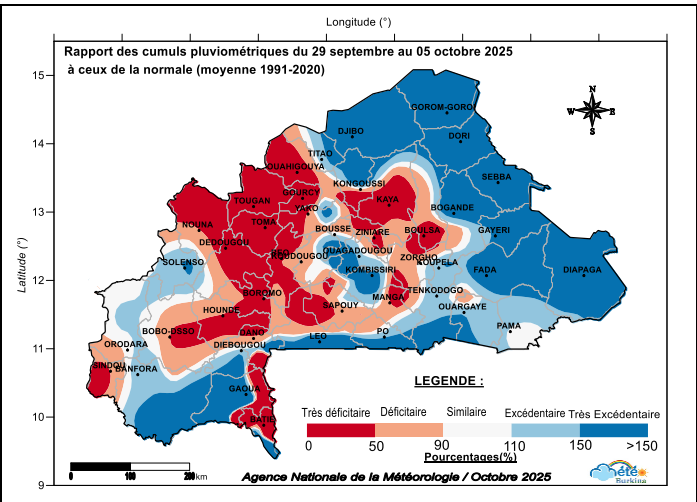 Longitude (°)
Rapport des cumuls pluviométriques du 29 septembre au 05 octobre 2025
à ceux de la normale (moyenne 1991-2020)
N
W E
S
Latitude (°)
15
14
13
12
11
10
9
GOROM-GOROM
DJIBO
DORI
TITAO
OUAHIGOUYA
SEBBA
KONGOUSSI
GOURCY
KAYA
TOUGAN
YAKO
BOGANDE
NOUNA
TOMA
BOUSSE
ZINIARE
BOULSA
GAYERI
DEDOUGOU
OUAGADOUGOU
KOUDOUGOU
ZORGHO
SOLENSO
KOMBISSIRI
KOUPELA
FADA
DIAPAGA
BOROMO
MANGA
TENKODOGO
HOUNDE
SAPOUY
OUARGAYE
BOBO-DSSO
DANO
LEO
PO
PAMA
ORODARA
DIEBOUGOU
SINDOU
BANFORA
GAOUA
BATIE
LEGENDE :
Très déficitaire Déficitaire Similaire Excédentaire Très Excédentaire
0 50 90 110 150 >150
Pourcentages(%)
0 100 200 km
Agence Nationale de la Météorologie / Octobre 2025
météo
Burkina